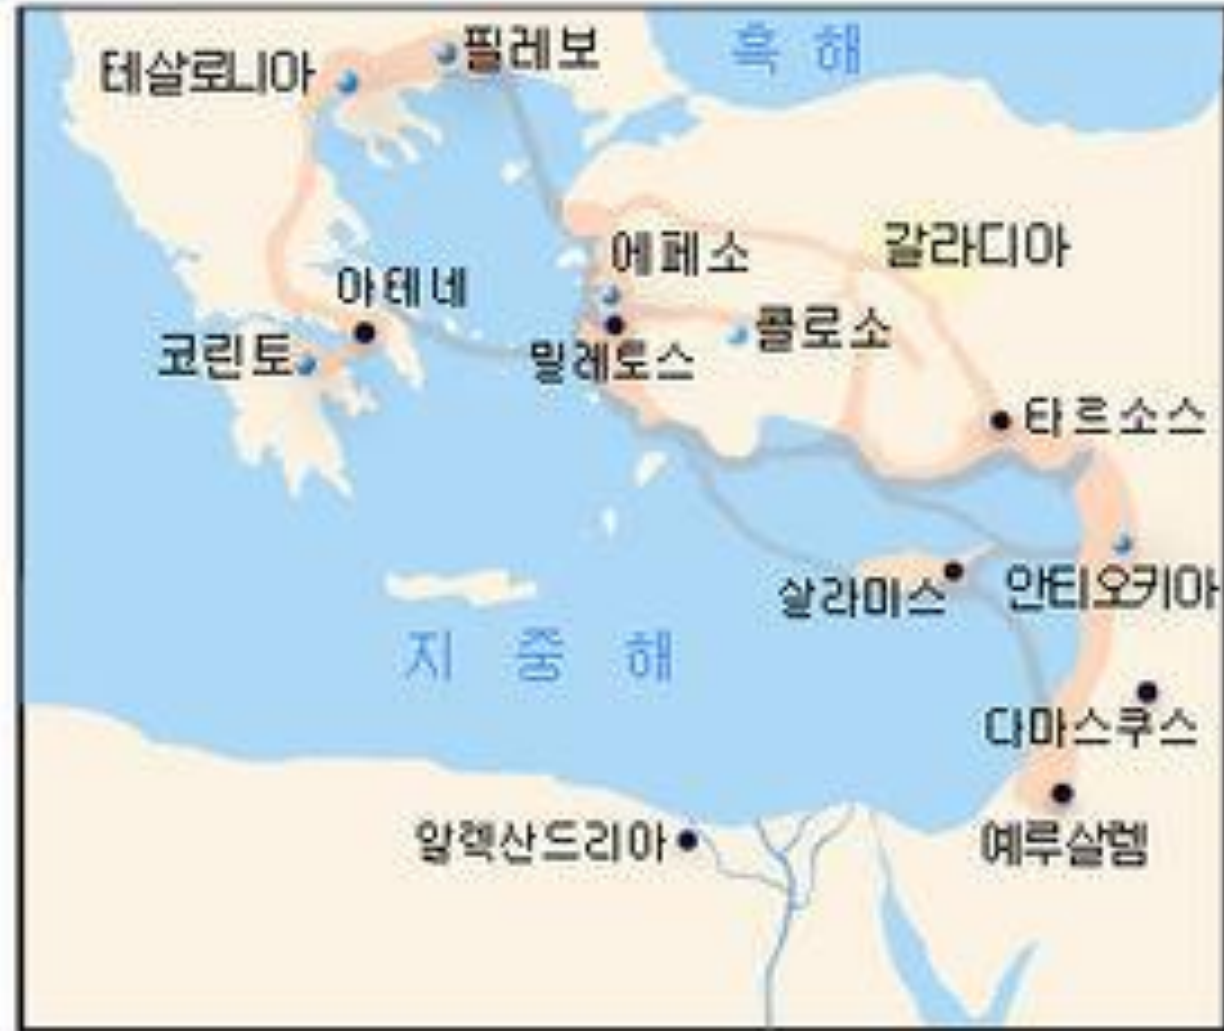 필레보
흑해
테살로니아
갈라디아
에페소
아테네
콜로소
코린토
밀레토스
타르소스
살라미스
안티오키아
지중해
다마스쿠스
알렉산드리아
예루살렘